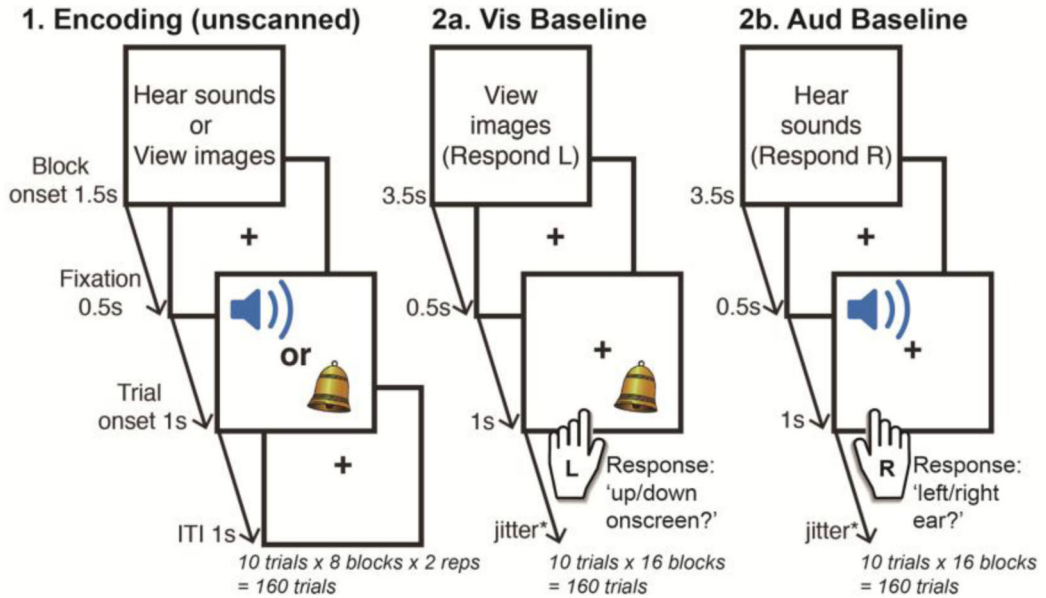 1. Encoding (unscanned)
Hear sounds
or
View images
Block
onset 1.5s
+
Fixation
0.5s
or
Trial
onset 1s
+
ITI 1s
10 trials x 8 blocks x 2 reps
= 160 trials
2a. Vis Baseline
View
images
(Respond L)
3.5s
+
0.5s
+
1s
L
Response:
'up/down
onscreen?'
jitter*
10 trials x 16 blocks
= 160 trials
2b. Aud Baseline
Hear
sounds
(Respond R)
3.5s
+
0.5s
+
1s
R
Response:
'left/right
ear?'
jitter*
10 trials x 16 blocks
= 160 trials